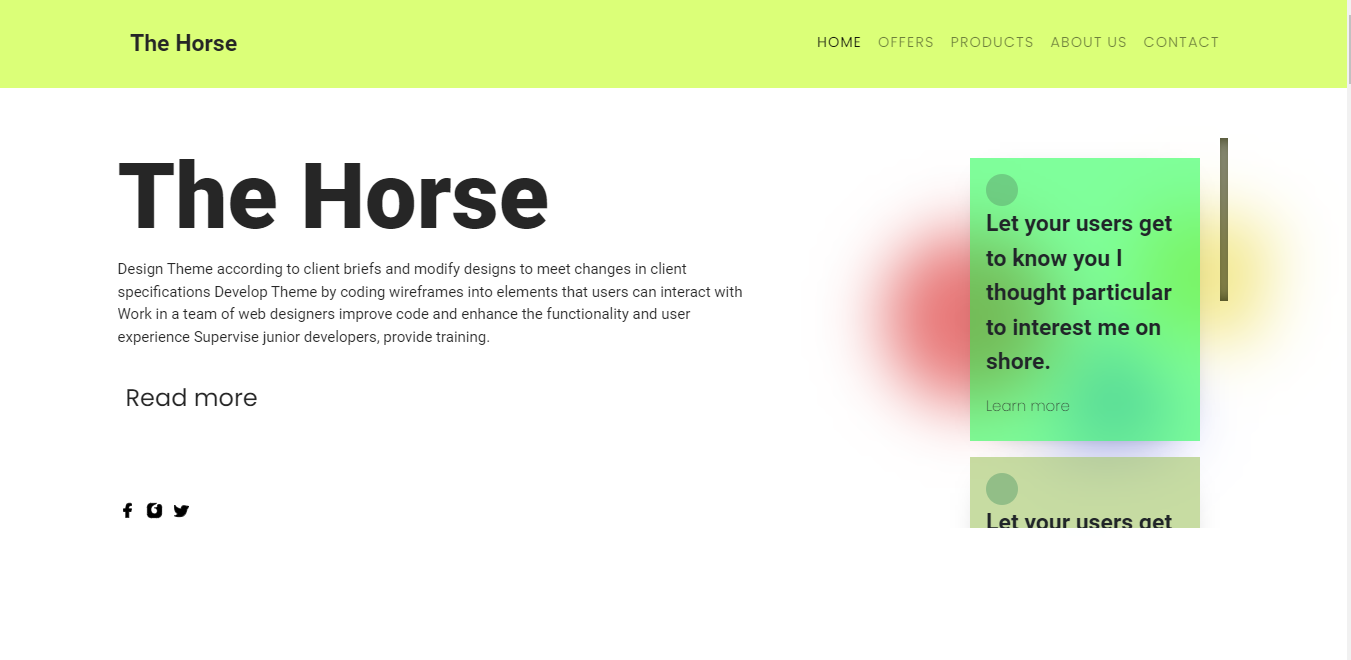 The Horse
HOME OFFERS PRODUCTS ABOUT US CONTACT
The Horse
Design Theme according to client briefs and modify designs to meet changes in client
specifications Develop Theme by coding wireframes into elements that users can interact with
Work in a team of web designers improve code and enhance the functionality and user
experience Supervise junior developers, provide training.
Read more
Let your users get
to know you I
thought particular
to interest me on
shore.
Learn more
Let your users get